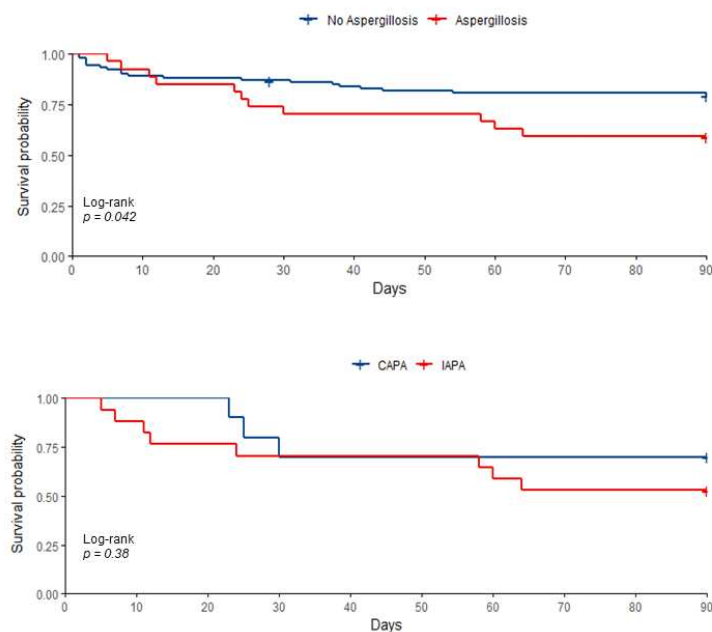 No Aspergillosis Aspergillosis
1.00
0.75
0.50
0.25
0.00
Survival probability
Log-rank
p = 0.042
0 10 20 30 40 50 60 70 80 90
Days
CAPA IAPA
1.00
0.75
0.50
0.25
0.00
Survival probability
Log-rank
p = 0.38
0 10 20 30 40 50 60 70 80 90
Days